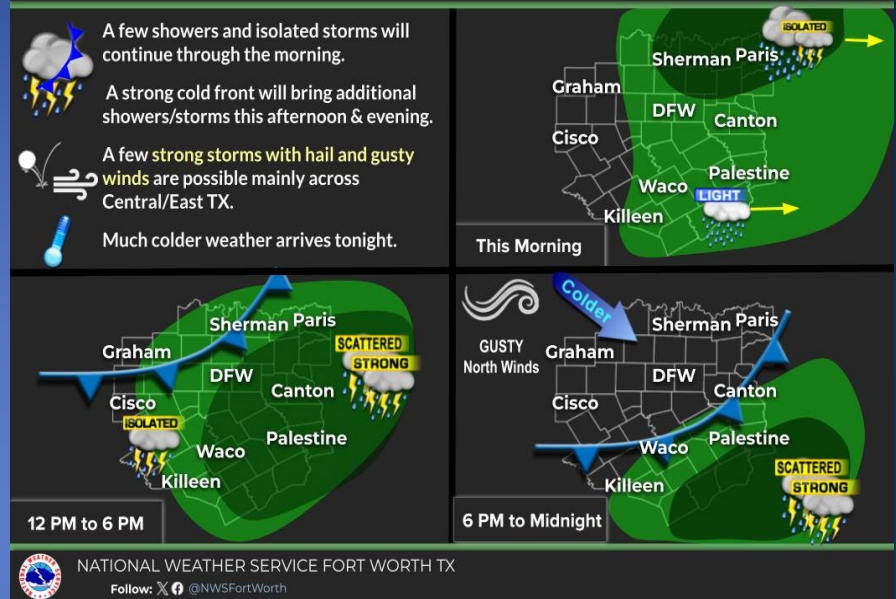 A few showers and isolated storms will
continue through the morning.
A strong cold front will bring additional
showers/storms this afternoon & evening.
A few strong storms with hail and gusty
winds are possible mainly across
Central/East TX.
Much colder weather arrives tonight.
ISOLATED
Sherman Paris
Graham
DFW
Canton
Cisco
Palestine
Waco
LIGHT
Killeen
This Morning
Sherman Paris
SCATTERED
STRONG
Graham
DFW
Canton
Cisco
ISOLATED
Palestine
Waco
Killeen
12 PM to 6 PM
Colder
GUSTY
North Winds
Sherman Paris
Graham
DFW
Canton
Cisco
Palestine
Waco
SCATTERED
STRONG
Killeen
6 PM to Midnight
NATIONAL WEATHER SERVICE
NATIONAL WEATHER SERVICE FORT WORTH TX
Follow: @NWSFortWorth